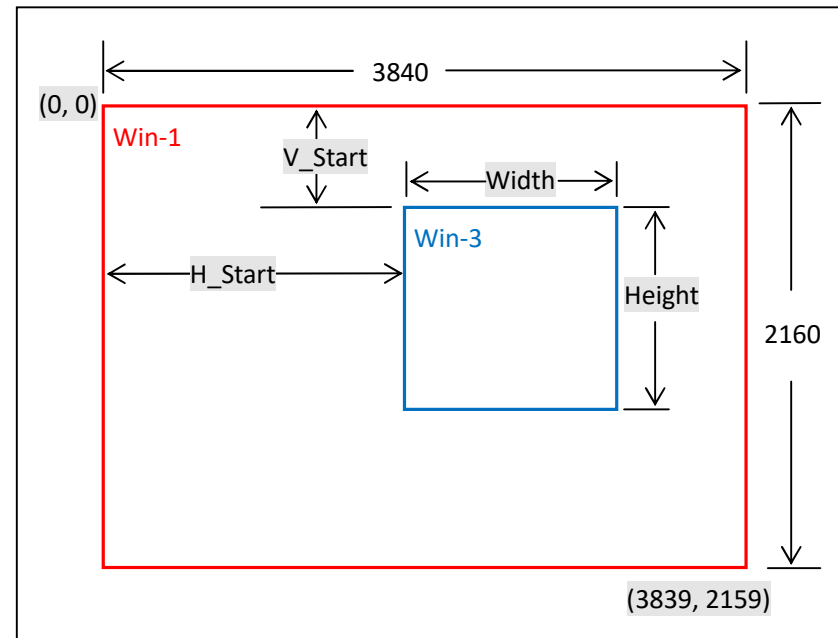 3840
(0, 0)
Win-1
V_Start
Width
Win-3
H_Start
Height
2160
(3839, 2159)